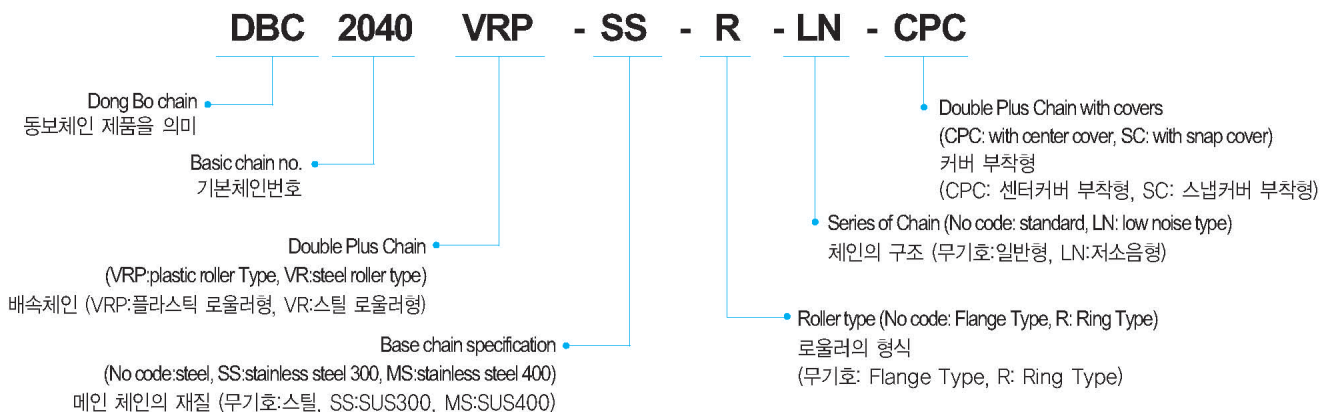 DBC 2040 VRP - SS - R - LN - CPC
Dong Bo chain
동보체인 제품을 의미
Basic chain no.
기본체인번호
Double Plus Chain
(VRP:plastic roller Type, VR:steel roller type)
배속체인 (VRP:플라스틱 로울러형, VR:스틸 로울러형)
Base chain specification
(No code:steel, SS:stainless steel 300, MS:stainless steel 400)
메인 체인의 재질 (무기호:스틸, SS:SUS300, MS:SUS400)
Double Plus Chain with covers
(CPC: with center cover, SC: with snap cover)
커버 부착형
(CPC: 센터커버 부착형, SC: 스냅커버 부착형)
Series of Chain (No code: standard, LN: low noise type)
체인의 구조 (무기호:일반형, LN:저소음형)
Roller type (No code: Flange Type, R: Ring Type)
로울러의 형식
(무기호: Flange Type, R: Ring Type)